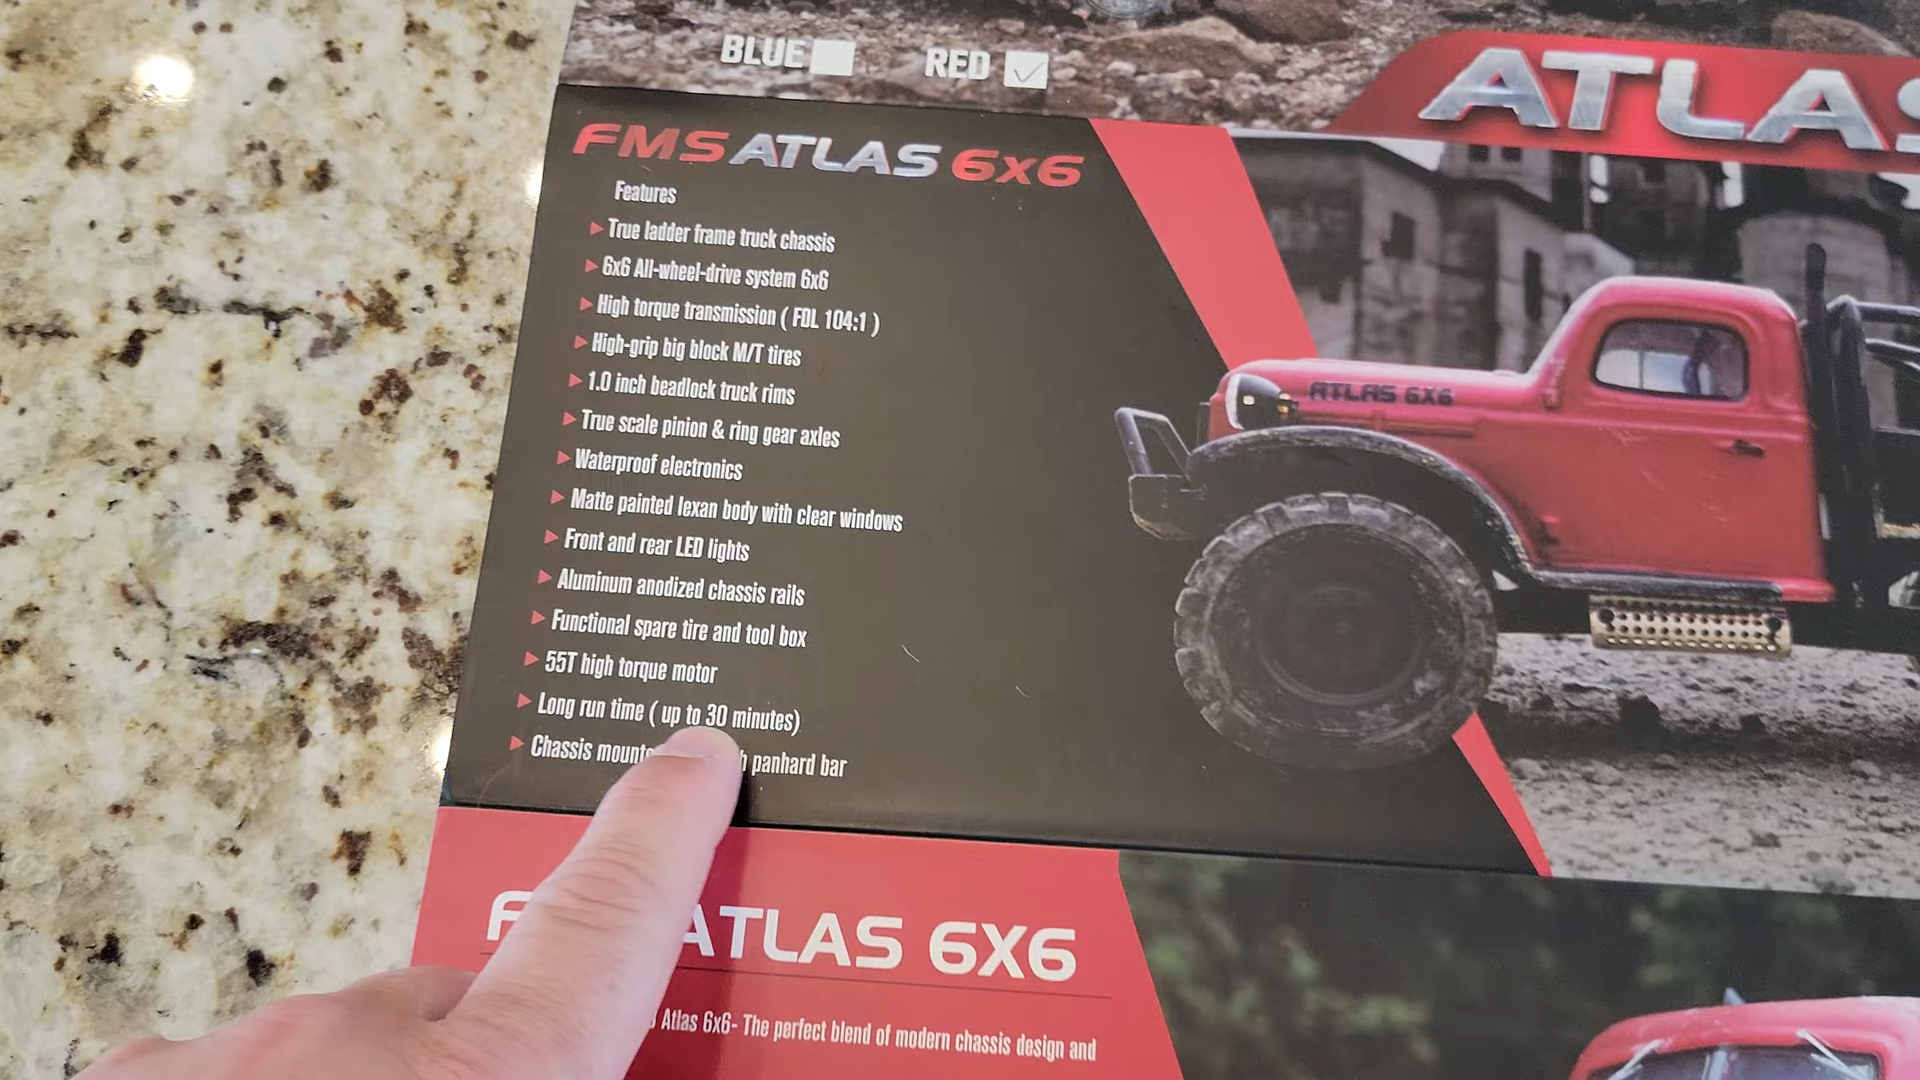 BLUE RED
ATLAS
FMS ATLAS 6x6
Features
True ladder frame truck chassis
6x6 All-wheel-drive system 6x6
High torque transmission ( FDL 104:1 )
High-grip big block M/T tires
1.0 inch beadlock truck rims
True scale pinion & ring gear axles
Waterproof electronics
Matte painted lexan body with clear windows
Front and rear LED lights
Aluminum anodized chassis rails
Functional spare tire and tool box
55T high torque motor
Long run time ( up to 30 minutes)
Chassis panhard bar
ATLAS 6X6
ATLAS 6X6
Atlas 6x6- The perfect blend of modern chassis design and